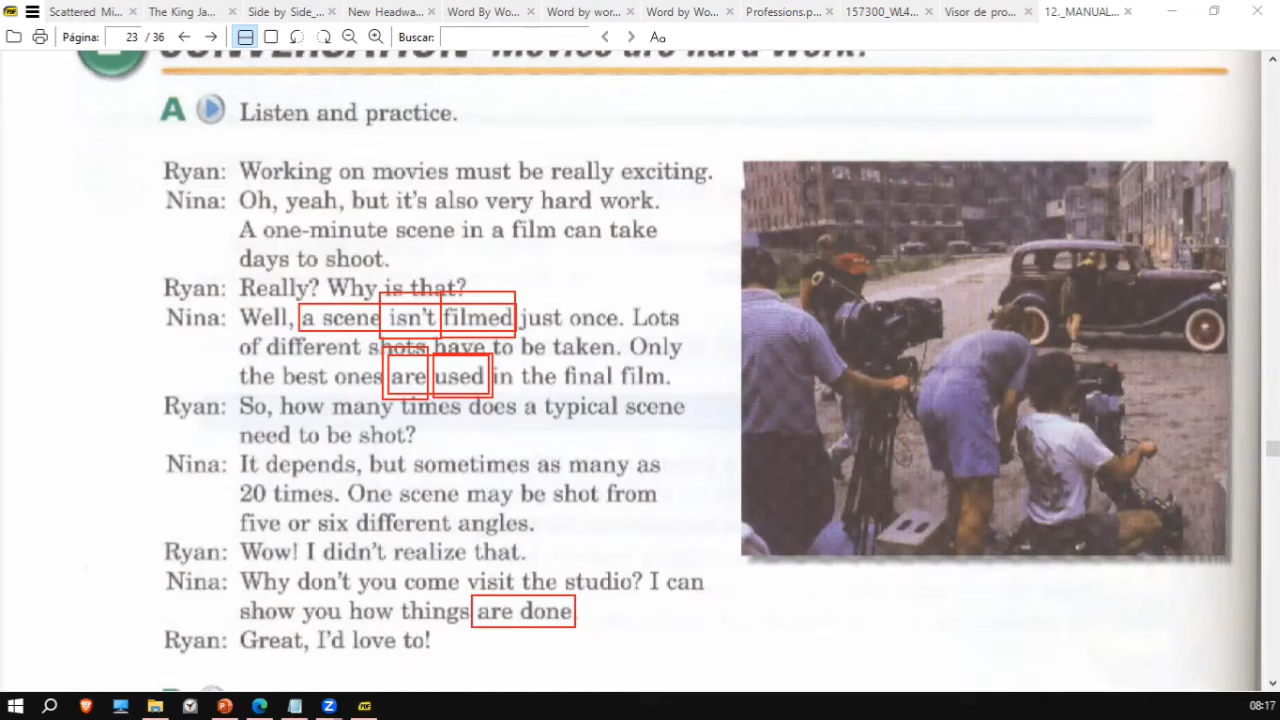 Scattered Mi...
The King Ja...
Side by Side_...
New Headwa...
Word By Wo...
Word by wor...
Word by Wo...
Professions.p...
157300_WL4...
Visor de pro...
12._MANUAL...
Página: 23 / 36
Buscar:
Aa
CONVERSATION Movies are hard work!
A Listen and practice.
Ryan: Working on movies must be really exciting.
Nina: Oh, yeah, but it's also very hard work.
A one-minute scene in a film can take
days to shoot.
Ryan: Really? Why is that?
Nina: Well, a scene isn't filmed just once. Lots
of different shots have to be taken. Only
the best ones are used in the final film.
Ryan: So, how many times does a typical scene
need to be shot?
Nina: It depends, but sometimes as many as
20 times. One scene may be shot from
five or six different angles.
Ryan: Wow! I didn't realize that.
Nina: Why don't you come visit the studio? I can
show you how things are done.
Ryan: Great, I'd love to!
08:17